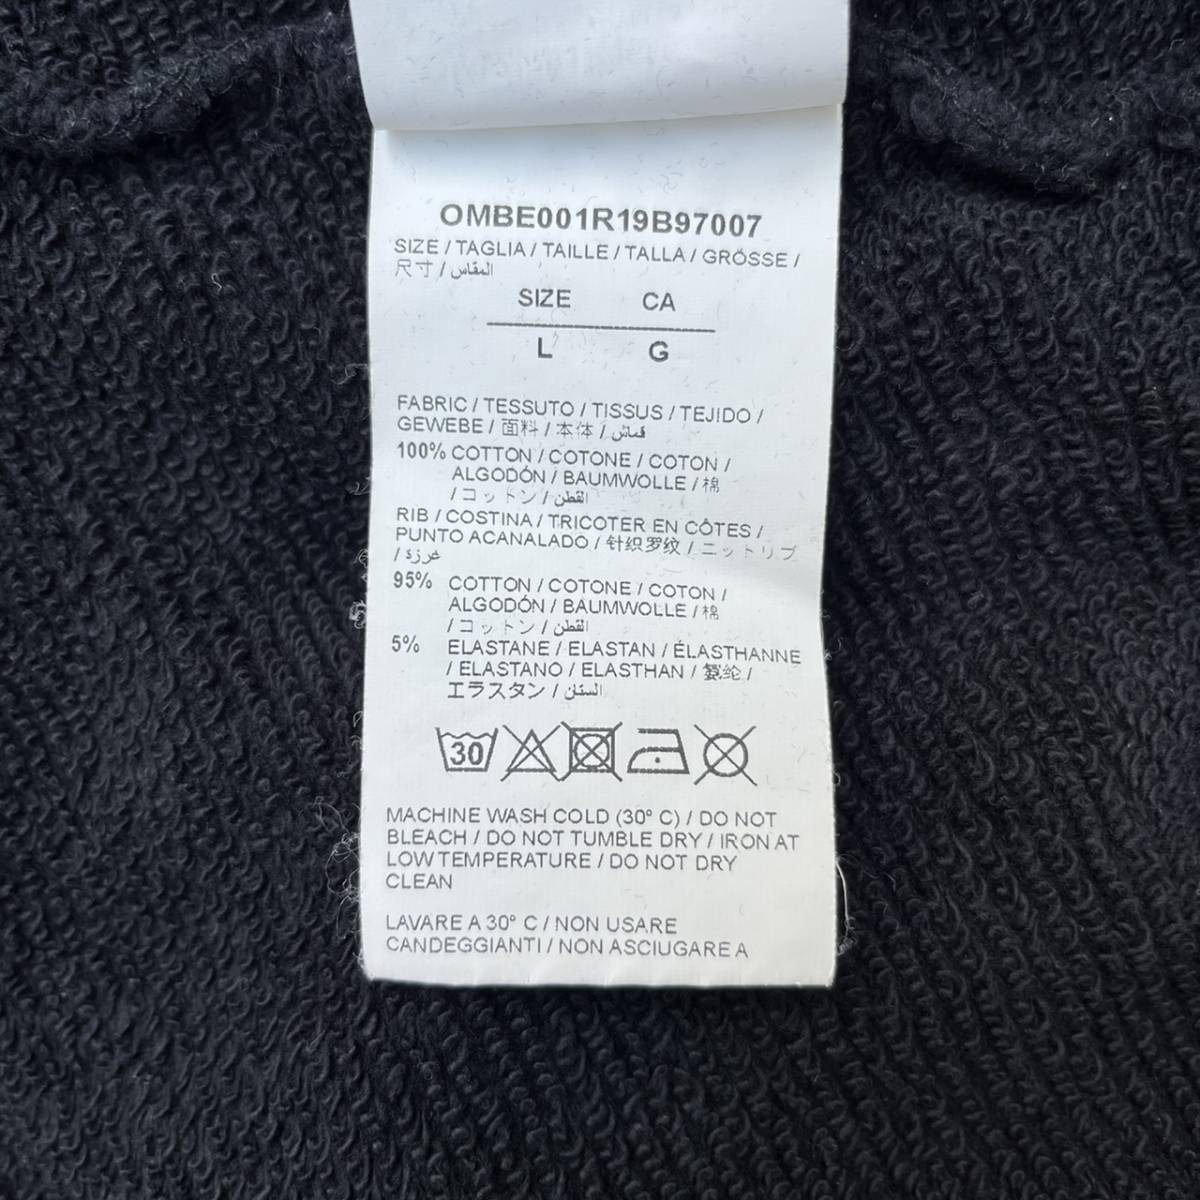 OMBE001R19B97007
SIZE / TAGLIA / TAILLE / TALLA / GRÖSSE /
尺寸 / المقاس
SIZE CA
L G
FABRIC / TESSUTO / TISSUS / TEJIDO /
GEWEBE / 面料 / 本体 / قماش
100% COTTON / COTONE / COTON /
ALGODÓN / BAUMWOLLE / 棉
/ コットン / القطن
RIB / COSTINA / TRICOTER EN CÔTES /
PUNTO ACANALADO / 针织罗纹 / ニットリブ
/ غرزة
95% COTTON / COTONE / COTON /
ALGODÓN / BAUMWOLLE / 棉
/ コットン / القطن
5% ELASTANE / ELASTAN / ÉLASTHANNE
/ ELASTANO / ELASTHAN / 氨纶 /
エラスタン /
30
MACHINE WASH COLD (30° C) / DO NOT
BLEACH / DO NOT TUMBLE DRY / IRON AT
LOW TEMPERATURE / DO NOT DRY
CLEAN
LAVARE A 30° C / NON USARE
CANDEGGIANTI / NON ASCIUGARE A